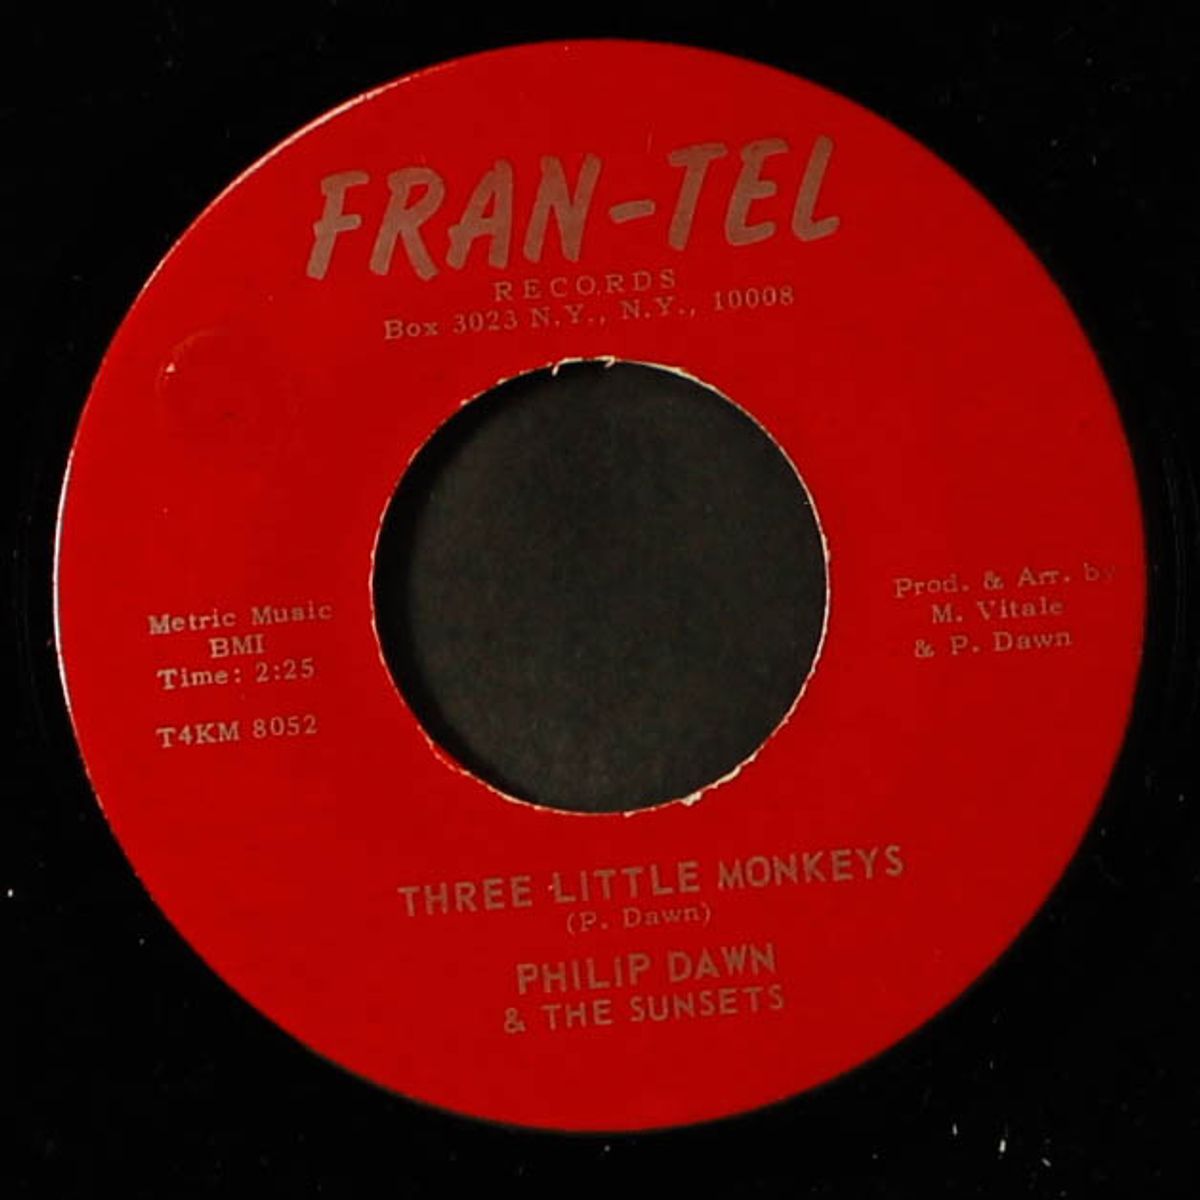 FRAN-TEL
RECORDS
Box 3023 N.Y., N.Y., 10008
Metric Music
BMI
Time: 2:25
T4KM 8052
Prod. & Arr. by
M. Vitale
& P. Dawn
THREE LITTLE MONKEYS
(P. Dawn)
PHILIP DAWN
& THE SUNSETS